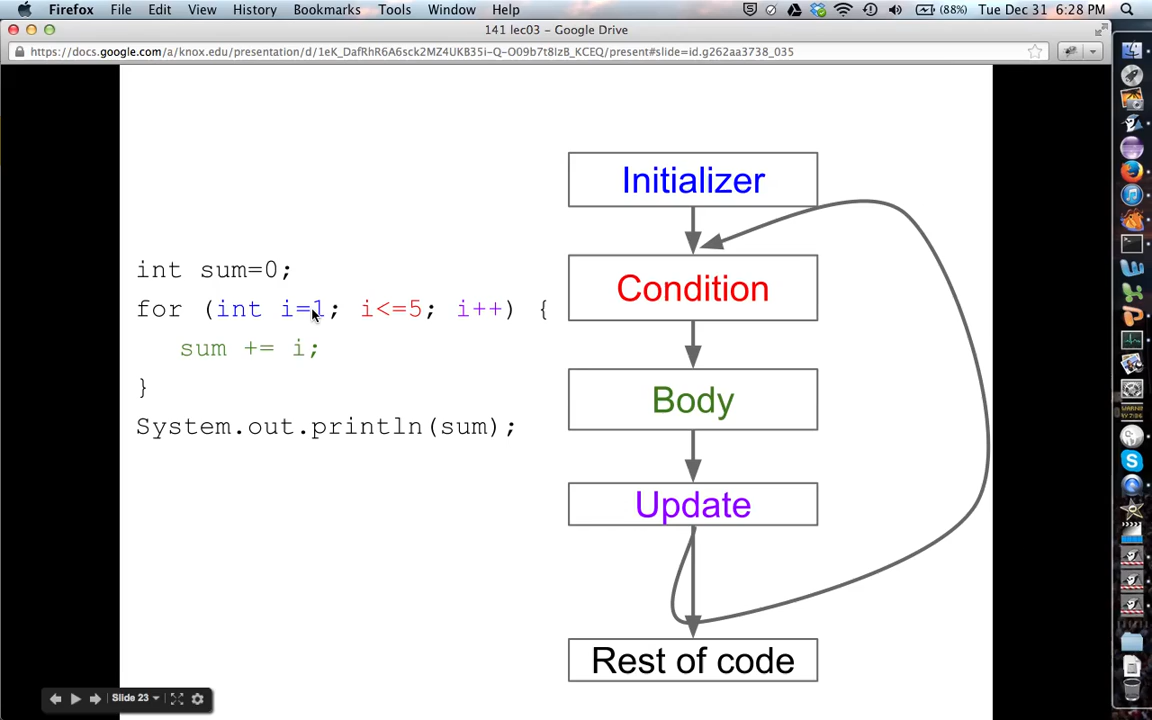 Firefox File Edit View History Bookmarks Tools Window Help (88%) Tue Dec 31 6:28 PM
141 lec03 - Google Drive
https://docs.google.com/a/knox.edu/presentation/d/1eK_DafRhR6A6sck2MZ4UKB35i-Q-O09b7t8IzB_KCEQ/present#slide=id.g262aa3738_035
Initializer
int sum=0;
for (int i=1; i<=5; i++) {
sum += i;
}
System.out.println(sum);
Condition
Body
Update
Rest of code
Slide 23